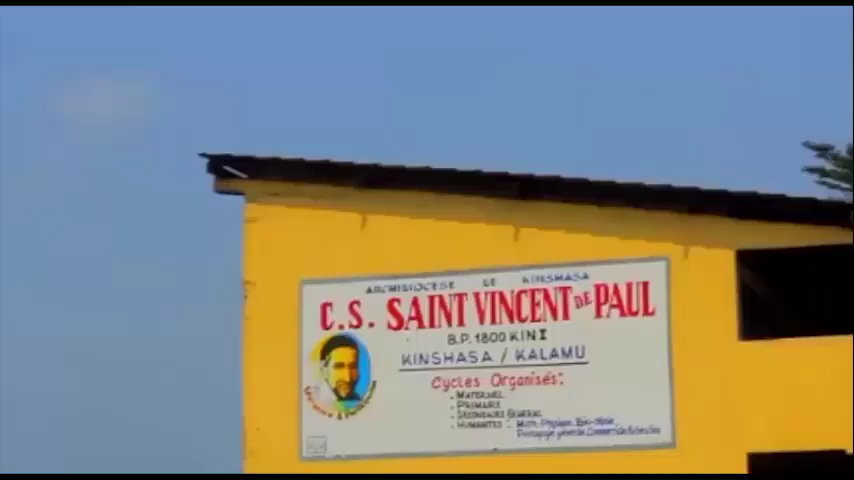 ARCHIDIOCESE DE KINSHASA
C.S. SAINT VINCENT DE PAUL
B.P. 1800 KIN I
KINSHASA / KALAMU
Cycles Organisés:
. MATERNEL
. PRIMAIRE
. SECONDAIRE GENERAL
. HUMANITES :